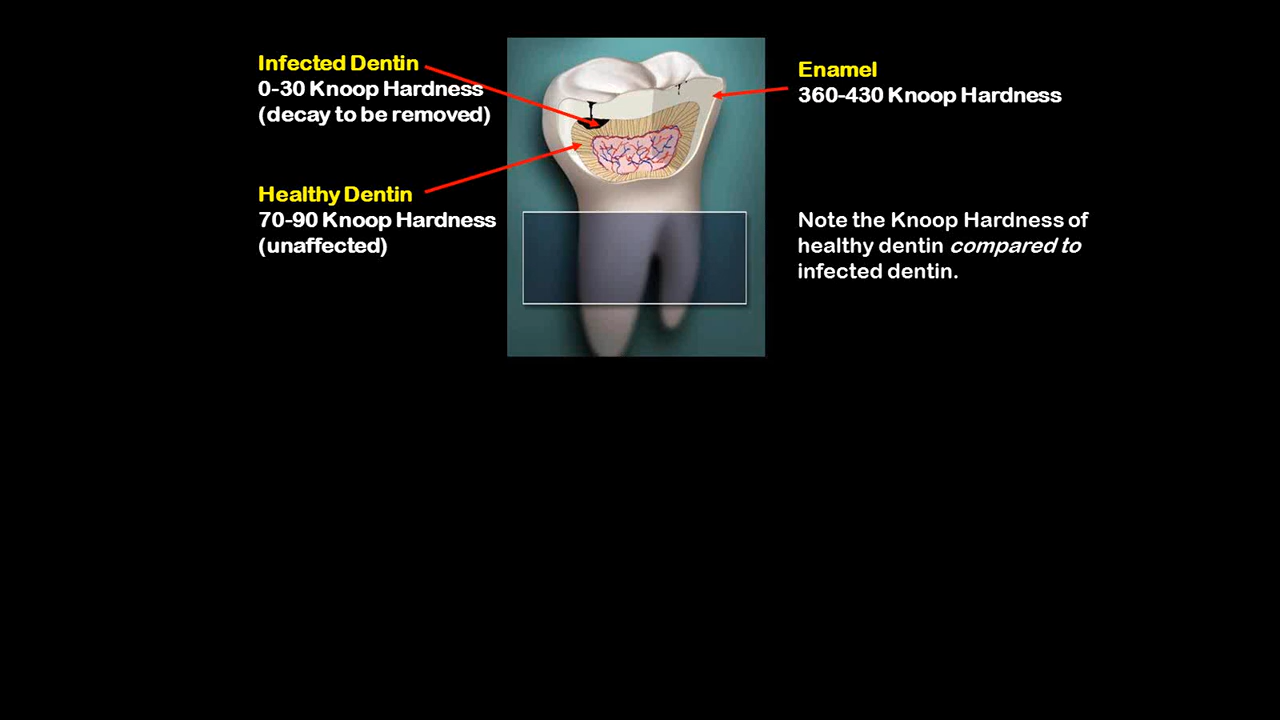 Infected Dentin
0-30 Knoop Hardness
(decay to be removed)
Healthy Dentin
70-90 Knoop Hardness
(unaffected)
Enamel
360-430 Knoop Hardness
Note the Knoop Hardness of
healthy dentin compared to
infected dentin.